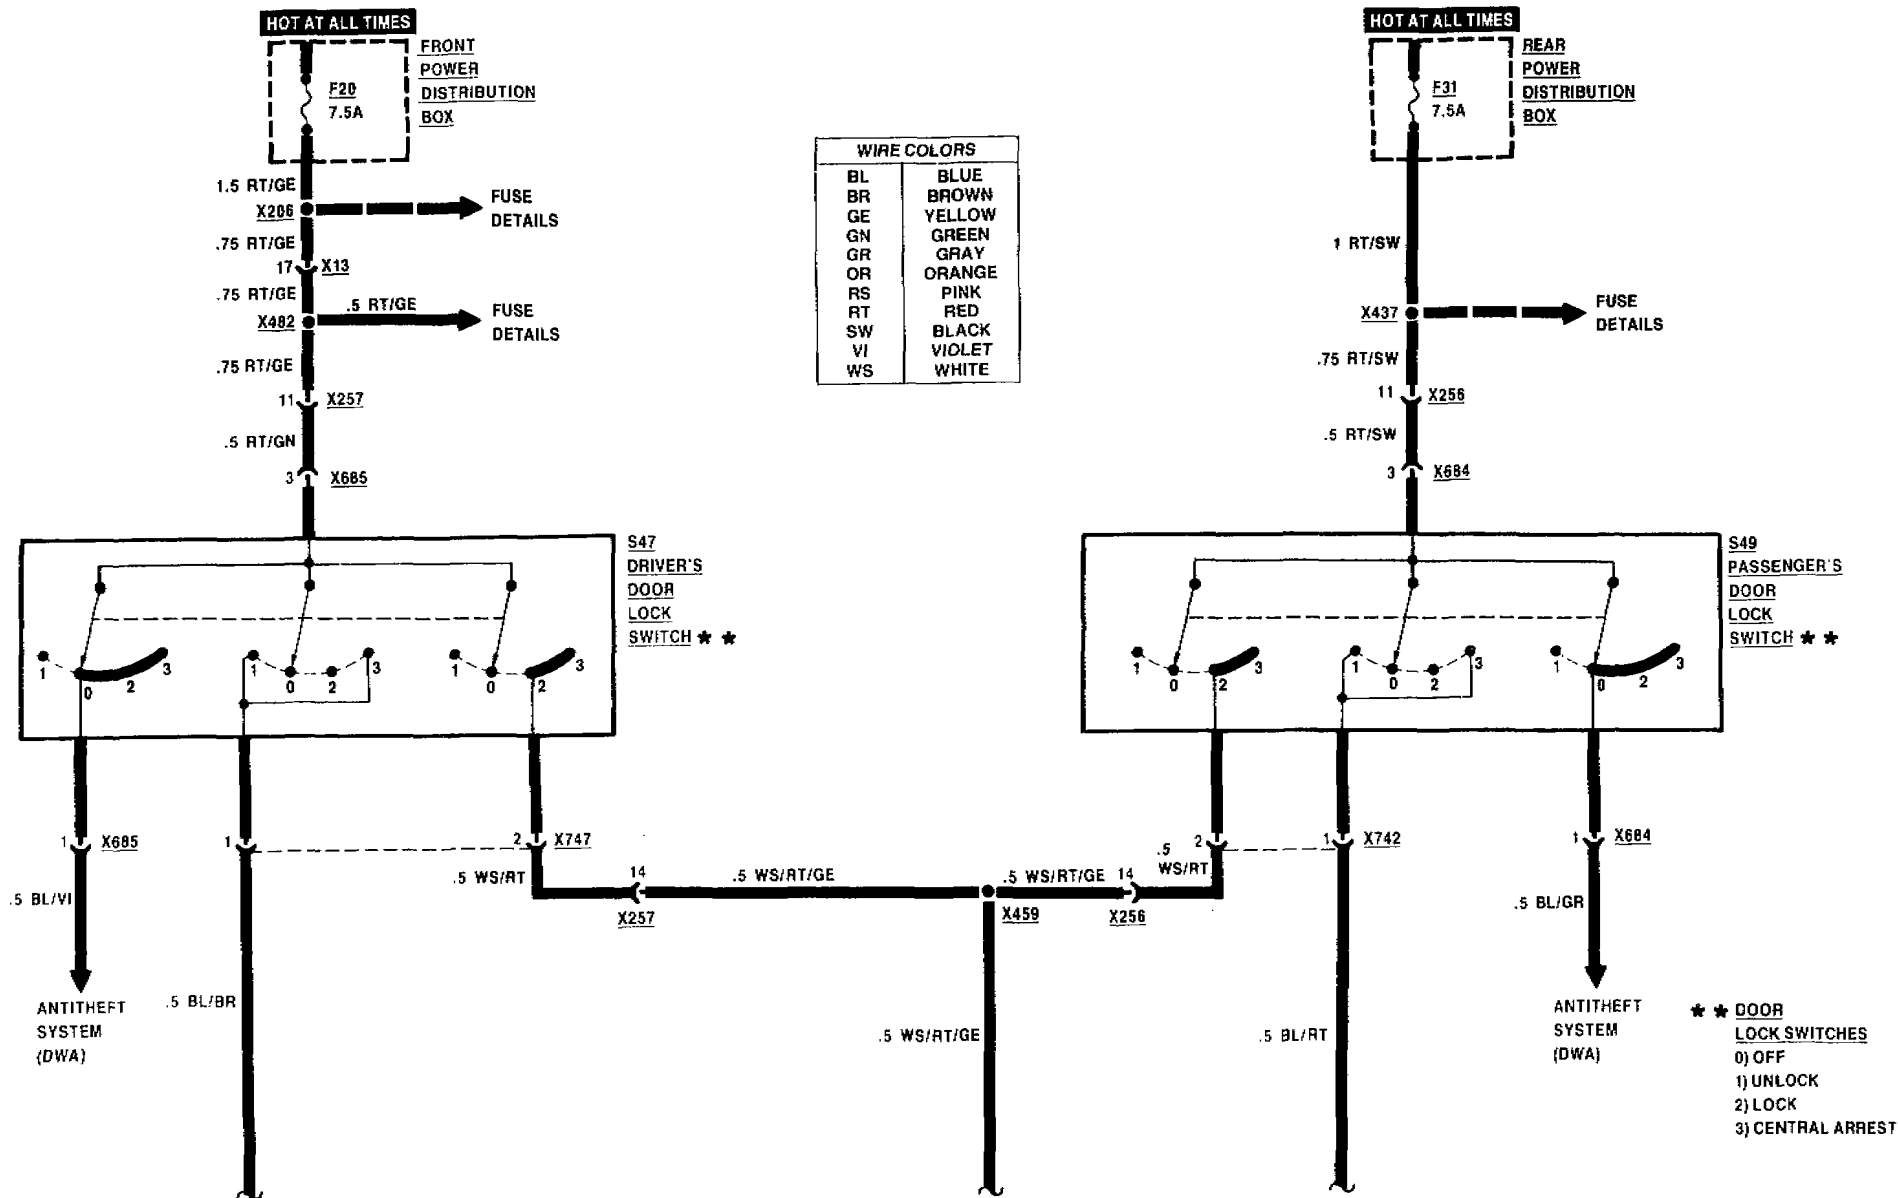 HOT AT ALL TIMES
FRONT
POWER
DISTRIBUTION
BOX
F20
7.5A
1.5 RT/GE
X206
FUSE
DETAILS
.75 RT/GE
17
X13
.75 RT/GE
.5 RT/GE
X482
FUSE
DETAILS
.75 RT/GE
11
X257
.5 RT/GN
3
X685
WIRE COLORS
BL BLUE
BR BROWN
GE YELLOW
GN GREEN
GR GRAY
OR ORANGE
RS PINK
RT RED
SW BLACK
VI VIOLET
WS WHITE
HOT AT ALL TIMES
REAR
POWER
DISTRIBUTION
BOX
F31
7.5A
1 RT/SW
X437
FUSE
DETAILS
.75 RT/SW
11
X256
.5 RT/SW
3
X684
S47
DRIVER'S
DOOR
LOCK
SWITCH ★ ★
1 0 2 3
1 0 2 3
1 0 2 3
S49
PASSENGER'S
DOOR
LOCK
SWITCH ★ ★
1 0 2 3
1 0 2 3
1 0 2 3
1
X685
1
2
X747
.5 BL/VI
.5 WS/RT
14
X257
.5 WS/RT/GE
X459
.5 WS/RT/GE
14
X256
.5
WS/RT
2
1
X742
1
X684
.5 BL/GR
ANTITHEFT
SYSTEM
(DWA)
.5 BL/BR
.5 WS/RT/GE
.5 BL/RT
ANTITHEFT
SYSTEM
(DWA)
★ ★ DOOR
LOCK SWITCHES
0) OFF
1) UNLOCK
2) LOCK
3) CENTRAL ARREST